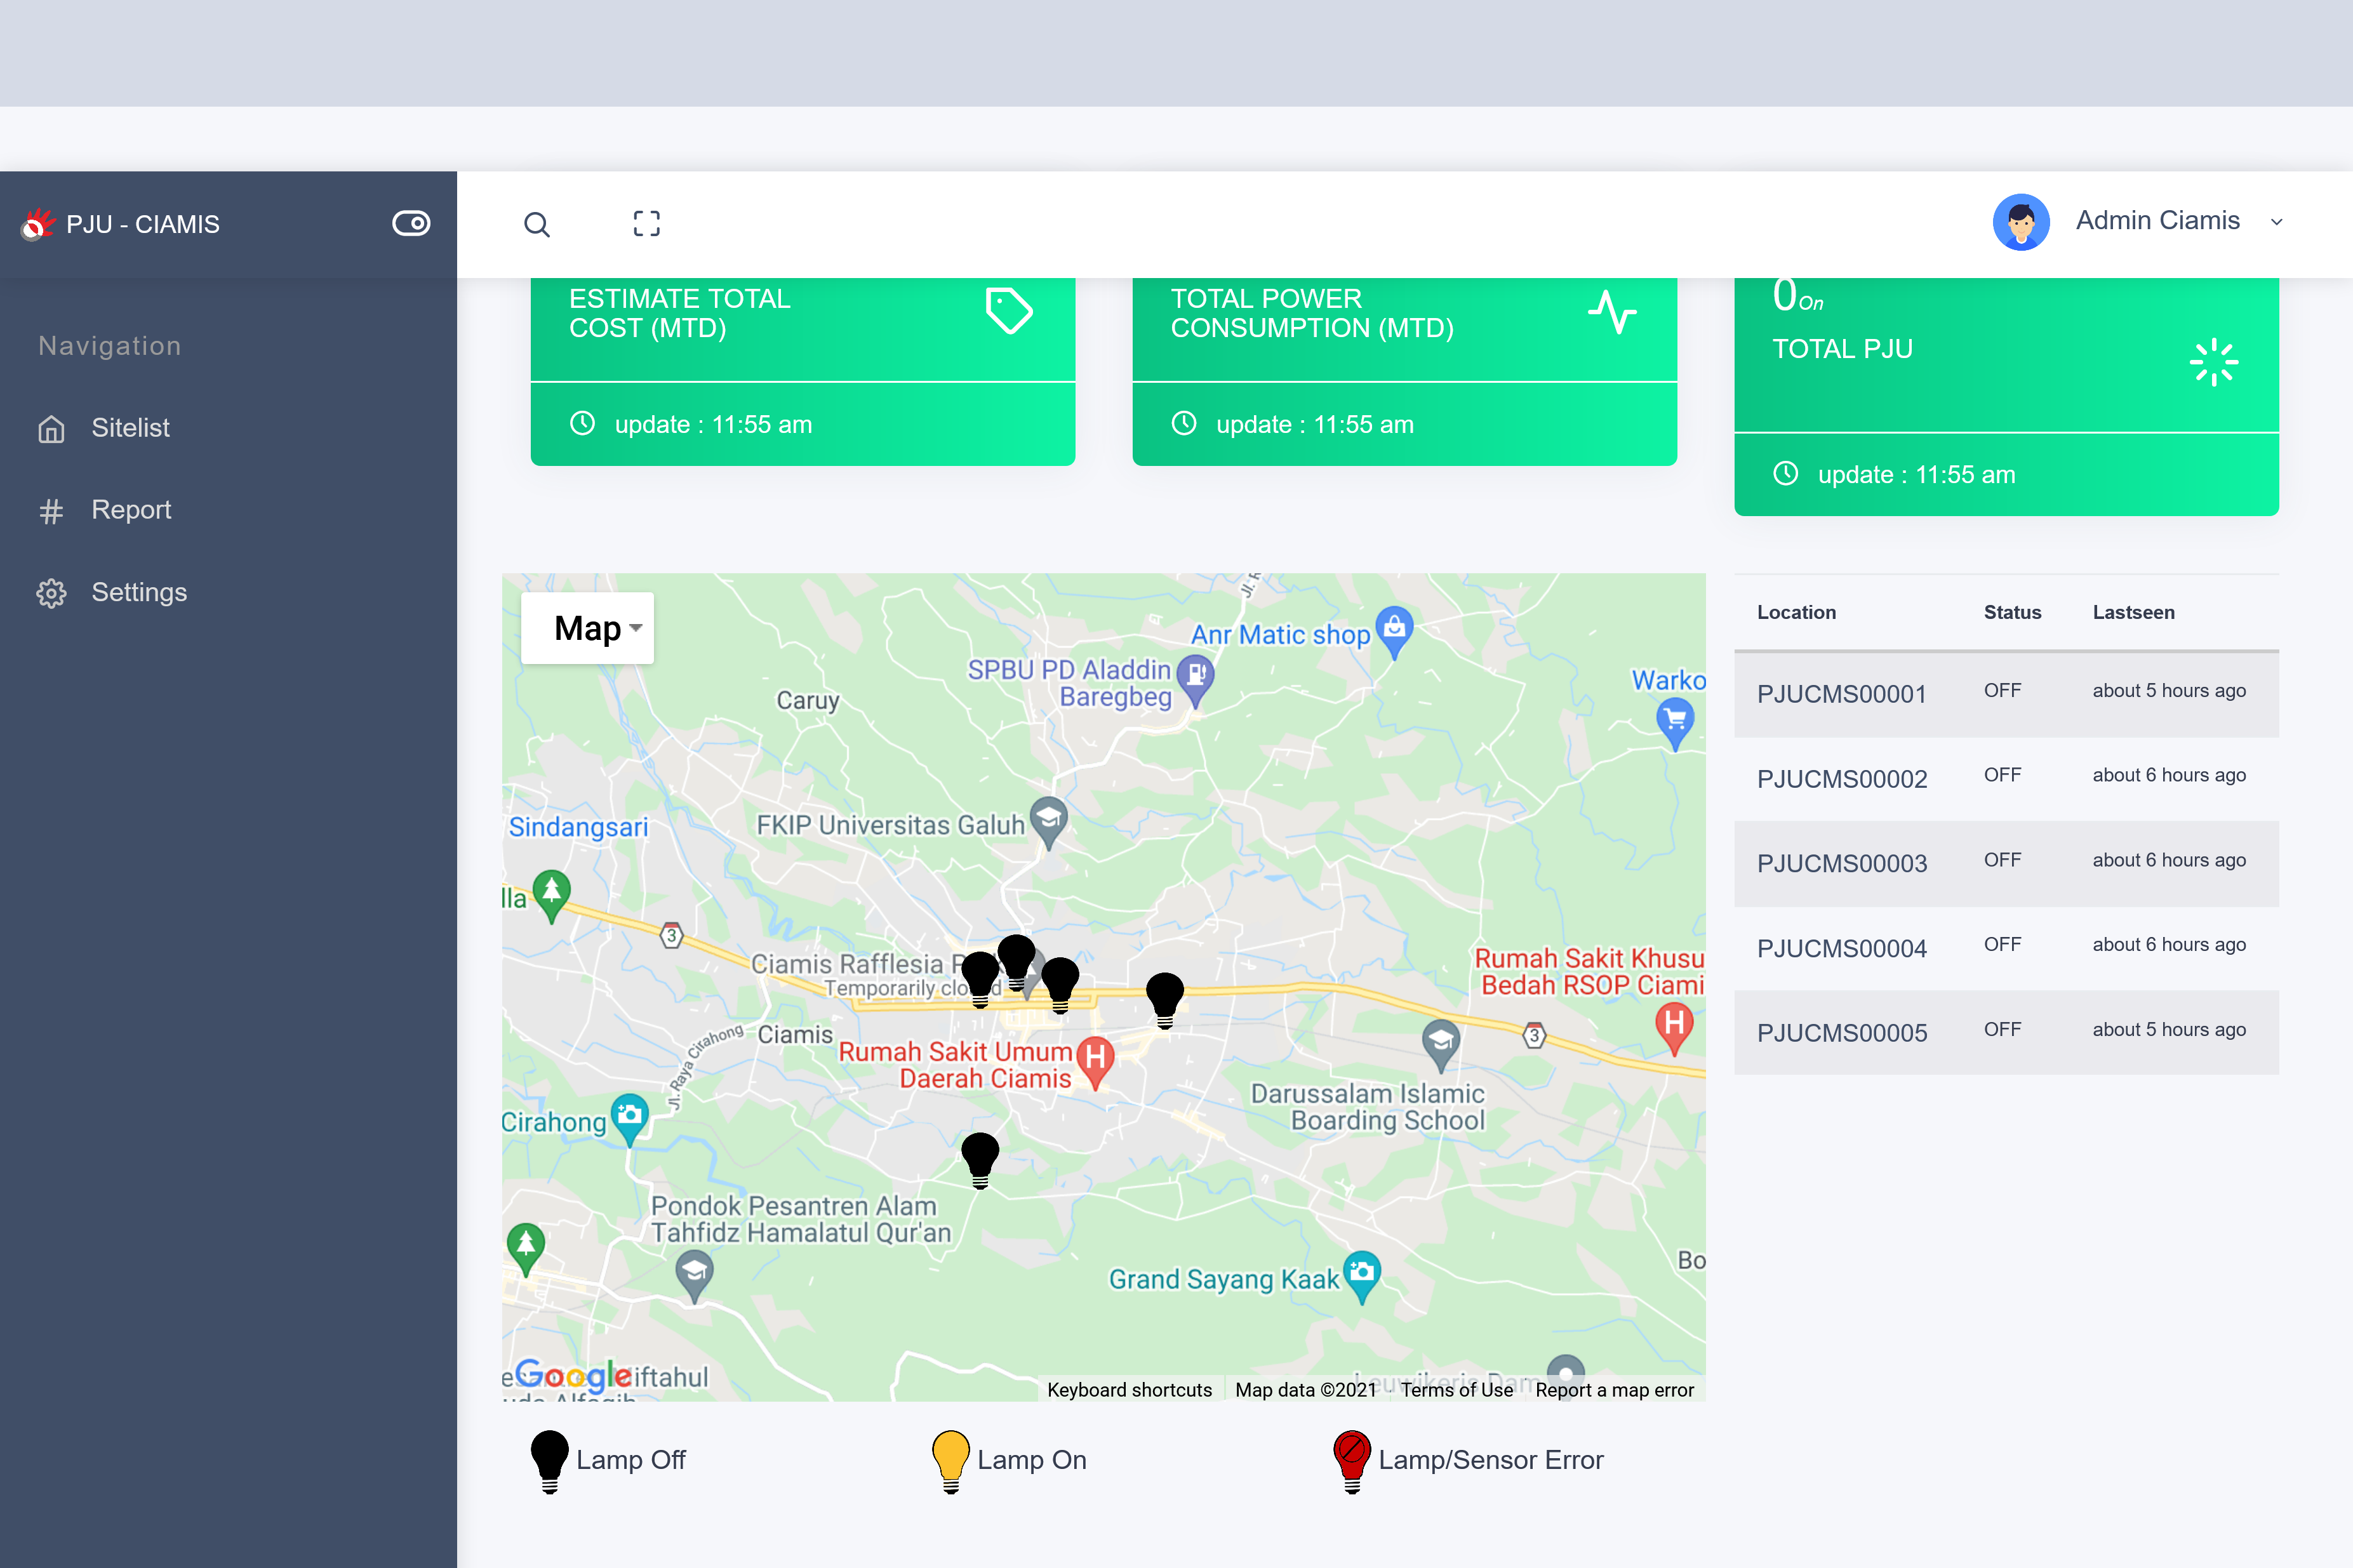 PJU - CIAMIS
Admin Ciamis
Navigation
Sitelist
Report
Settings
ESTIMATE TOTAL
COST (MTD)
update : 11:55 am
TOTAL POWER
CONSUMPTION (MTD)
update : 11:55 am
0 On
TOTAL PJU
update : 11:55 am
Map
Anr Matic shop
SPBU PD Aladdin
Baregbeg
Warko
Caruy
Sindangsari
FKIP Universitas Galuh
lla
3
Ciamis Rafflesia P
Temporarily clo d
Rumah Sakit Khusu
Bedah RSOP Ciami
Jl. Raya Cirahong
Ciamis
3
Rumah Sakit Umum
Daerah Ciamis
Darussalam Islamic
Boarding School
Cirahong
Pondok Pesantren Alam
Tahfidz Hamalatul Qur'an
Grand Sayang Kaak
Bo
Google
iftahul
Leuwikeris Dam
Keyboard shortcuts
Map data ©2021
Terms of Use
Report a map error
Lamp Off
Lamp On
Lamp/Sensor Error
Location Status Lastseen
PJUCMS00001 OFF about 5 hours ago
PJUCMS00002 OFF about 6 hours ago
PJUCMS00003 OFF about 6 hours ago
PJUCMS00004 OFF about 6 hours ago
PJUCMS00005 OFF about 5 hours ago